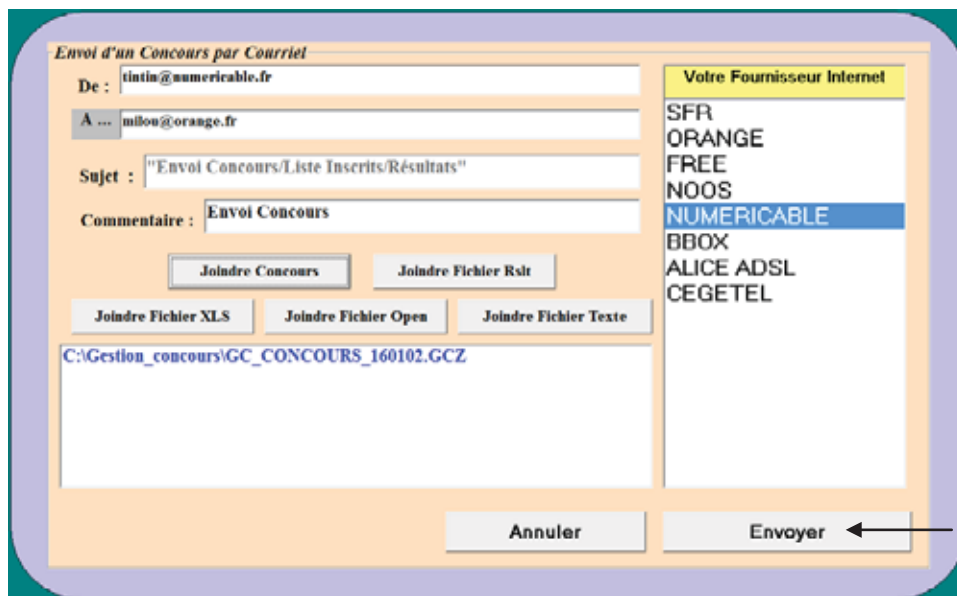 Envoi d'un Concours par Courriel
De : tintin@numericable.fr
A ... milou@orange.fr
Sujet : "Envoi Concours/Liste Inscrits/Résultats"
Commentaire : Envoi Concours
Joindre Concours Joindre Fichier Rslt
Joindre Fichier XLS Joindre Fichier Open Joindre Fichier Texte
C:\Gestion_concours\GC_CONCOURS_160102.GCZ
Votre Fournisseur Internet
SFR
ORANGE
FREE
NOOS
NUMERICABLE
BBOX
ALICE ADSL
CEGETEL
Annuler Envoyer